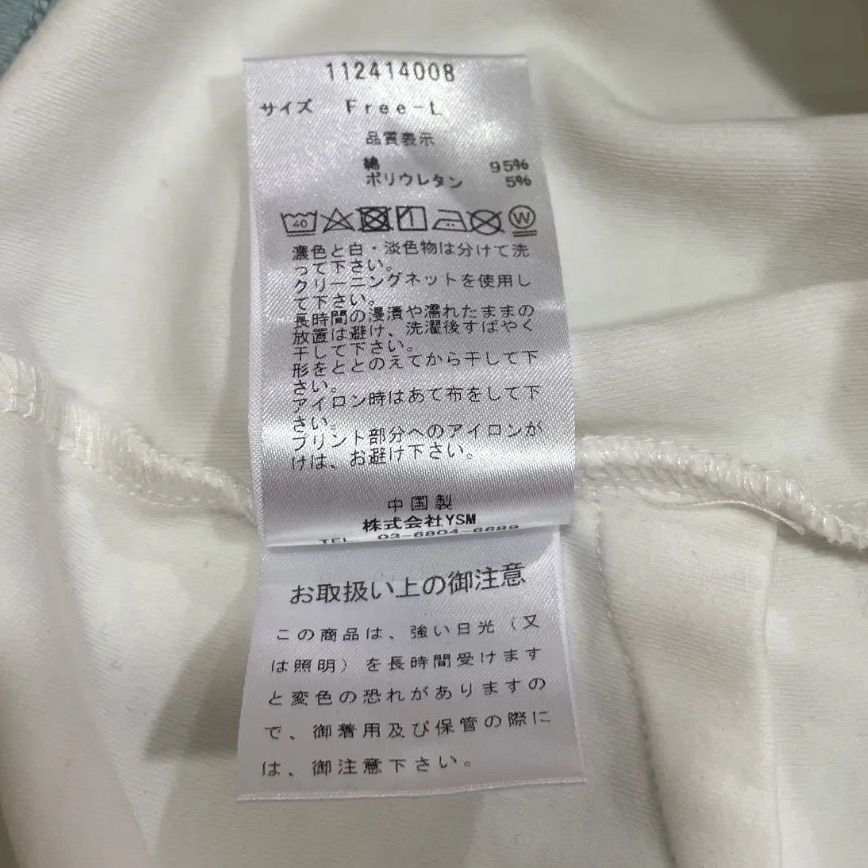 112414008
サイズ Free-L
品質表示
綿 95%
ポリウレタン 5%
40
W
濃色と白・淡色物は分けて洗
って下さい。
クリーニングネットを使用し
て下さい。
長時間の浸漬や濡れたままの
放置は避け、洗濯後すばやく
干して下さい。
形をととのえてから干して下
さい。
アイロン時はあて布をして下
さい。
プリント部分へのアイロンが
けは、お避け下さい。
中国製
株式会社YSM
TEL 03-6804-6689
お取扱い上の御注意
この商品は、強い日光（又
は照明）を長時間受けます
と変色の恐れがありますの
で、御着用及び保管の際に
は、御注意下さい。